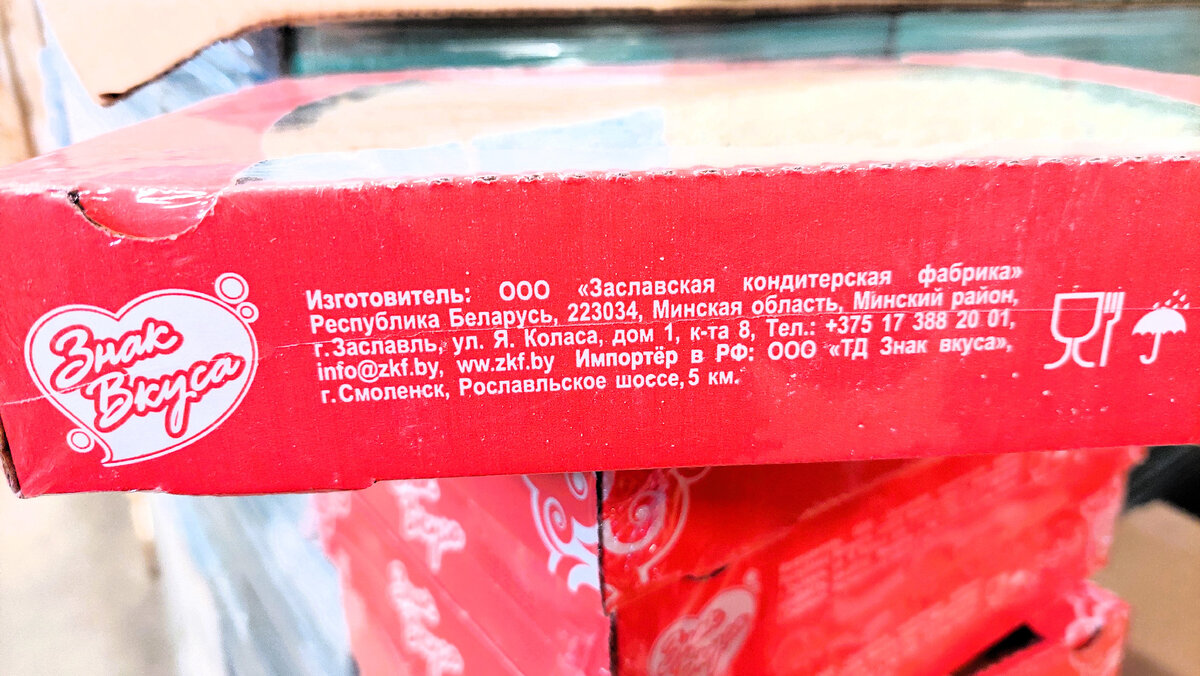 Знак
Вкуса
Изготовитель: ООО «Заславская кондитерская фабрика»
Республика Беларусь, 223034, Минская область, Минский район,
г.Заславль, ул. Я. Коласа, дом 1, к-та 8, Тел.: +375 17 388 20 01,
info@zkf.by, ww.zkf.by Импортёр в РФ: ООО «ТД Знак вкуса»,
г.Смоленск, Рославльское шоссе, 5 км.